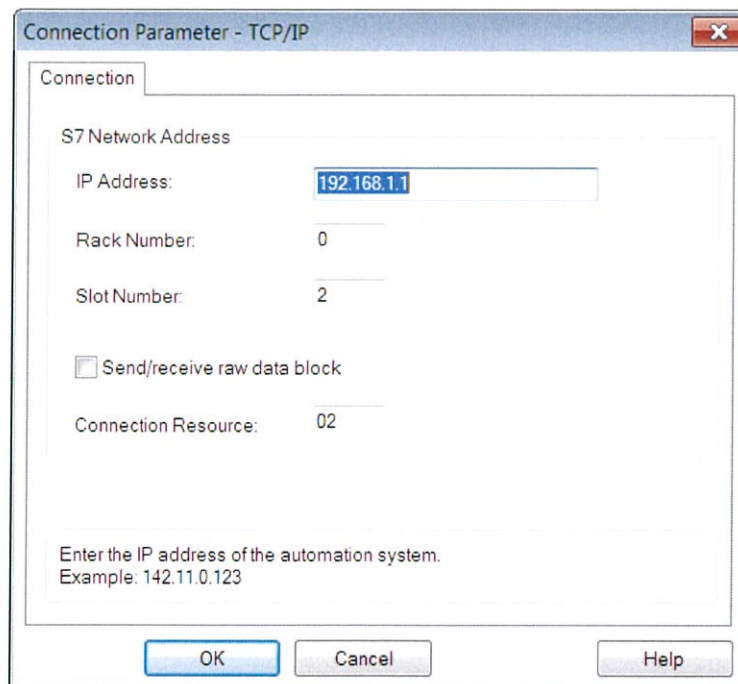 Connection Parameter - TCP/IP
Connection
S7 Network Address
IP Address: 192.168.1.1
Rack Number: 0
Slot Number: 2
Send/receive raw data block
Connection Resource: 02
Enter the IP address of the automation system.
Example: 142.11.0.123
OK Cancel Help